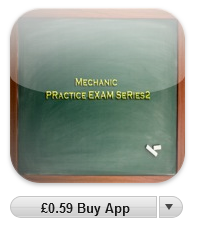 Mechanic
PRactice EXAM SeRies2
£0.59 Buy App